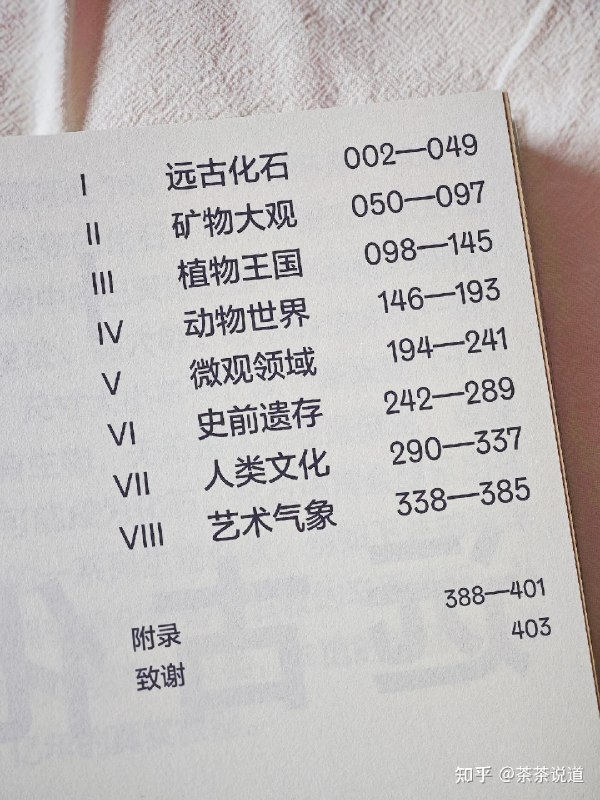 I 远古化石 002—049
II 矿物大观 050—097
III 植物王国 098—145
IV 动物世界 146—193
V 微观领域 194—241
VI 史前遗存 242—289
VII 人类文化 290—337
VIII 艺术气象 338—385
附录 388—401
致谢 403
知乎 @茶茶说道